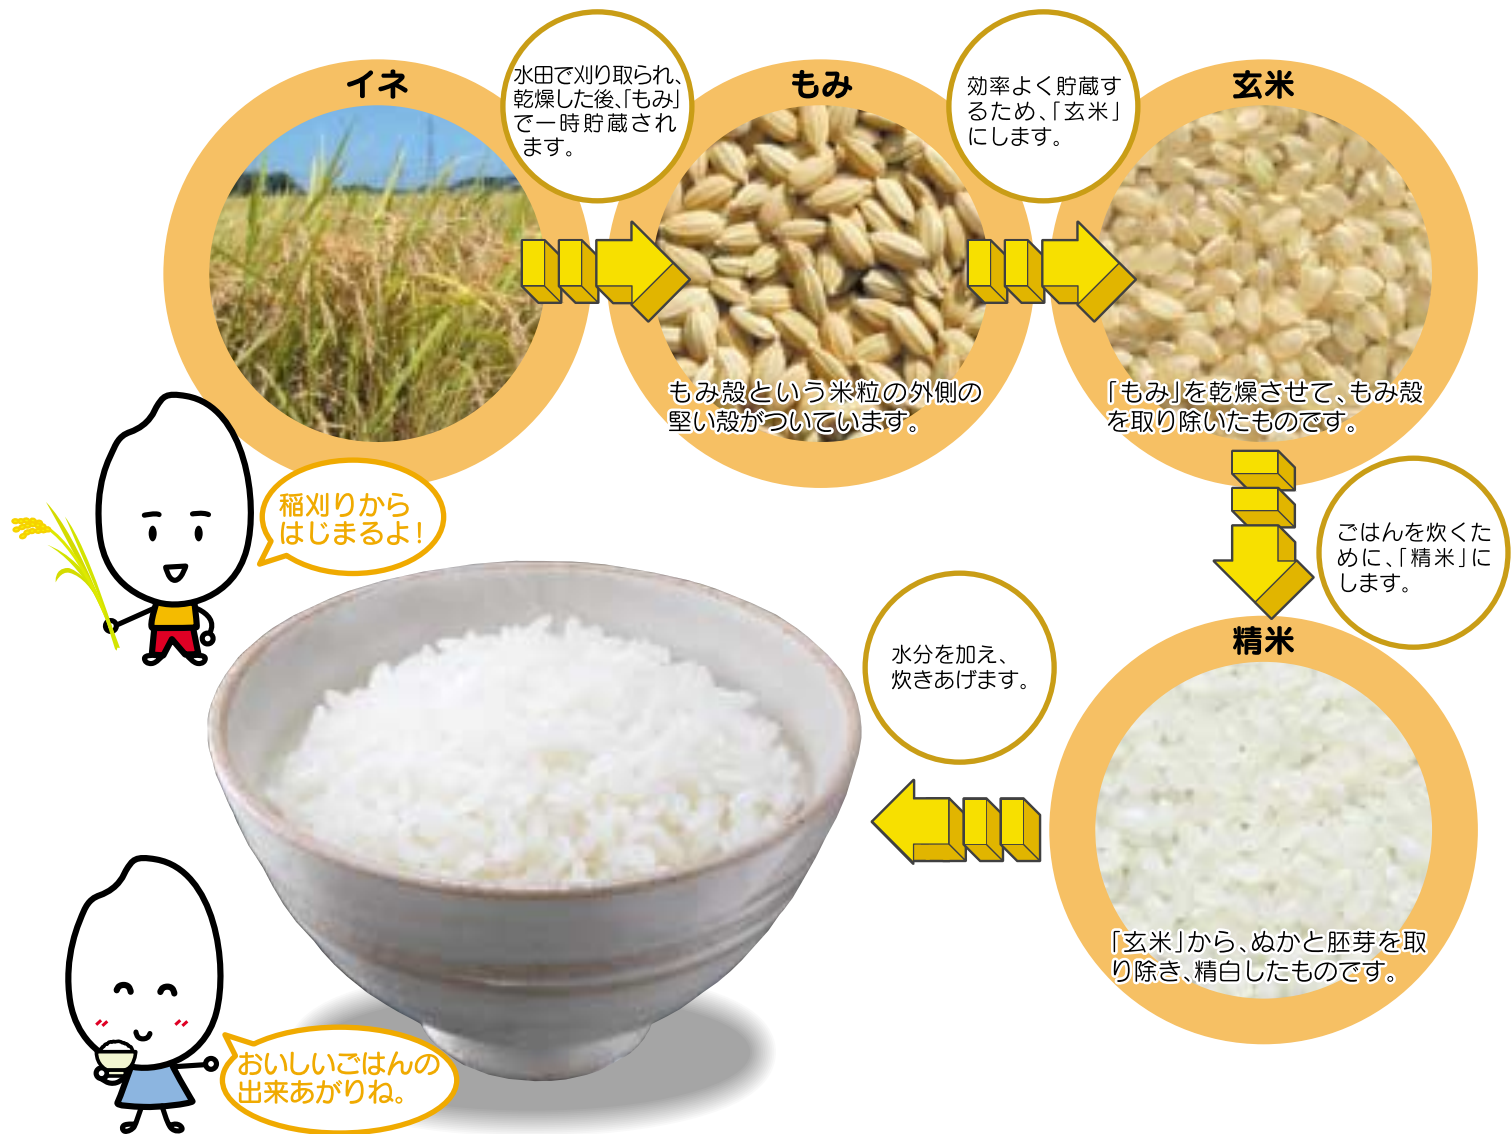 イネ
水田で刈り取られ、
乾燥した後、「もみ」
で一時貯蔵され
ます。
もみ
もみ殻という米粒の外側の
堅い殻がついています。
効率よく貯蔵す
るため、「玄米」
にします。
玄米
「もみ」を乾燥させて、もみ殻
を取り除いたものです。
稲刈りから
はじまるよ！
ごはんを炊くた
めに、「精米」に
します。
精米
「玄米」から、ぬかと胚芽を取
り除き、精白したものです。
水分を加え、
炊きあげます。
おいしいごはんの
出来あがりね。